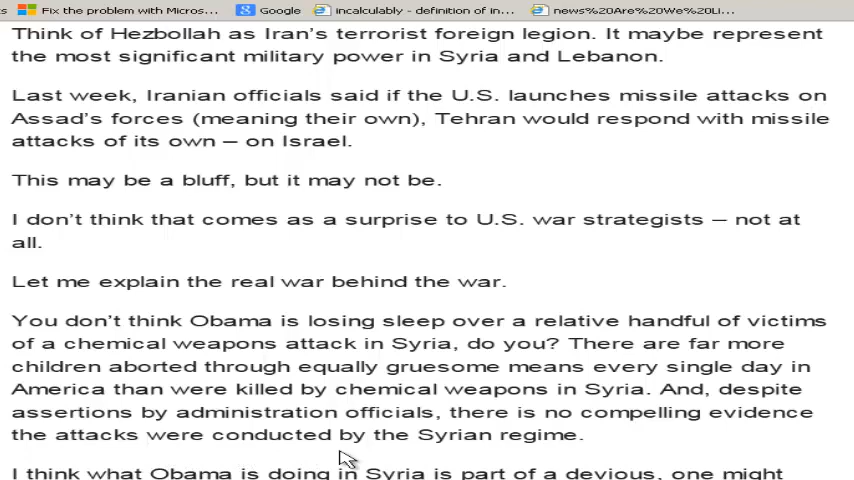 s Fix the problem with Micros... Google incalculably - definition of in... news%20Are%20We%20Li...
Think of Hezbollah as Iran's terrorist foreign legion. It maybe represent
the most significant military power in Syria and Lebanon.
Last week, Iranian officials said if the U.S. launches missile attacks on
Assad's forces (meaning their own), Tehran would respond with missile
attacks of its own – on Israel.
This may be a bluff, but it may not be.
I don't think that comes as a surprise to U.S. war strategists – not at
all.
Let me explain the real war behind the war.
You don't think Obama is losing sleep over a relative handful of victims
of a chemical weapons attack in Syria, do you? There are far more
children aborted through equally gruesome means every single day in
America than were killed by chemical weapons in Syria. And, despite
assertions by administration officials, there is no compelling evidence
the attacks were conducted by the Syrian regime.
I think what Obama is doing in Syria is part of a devious, one might